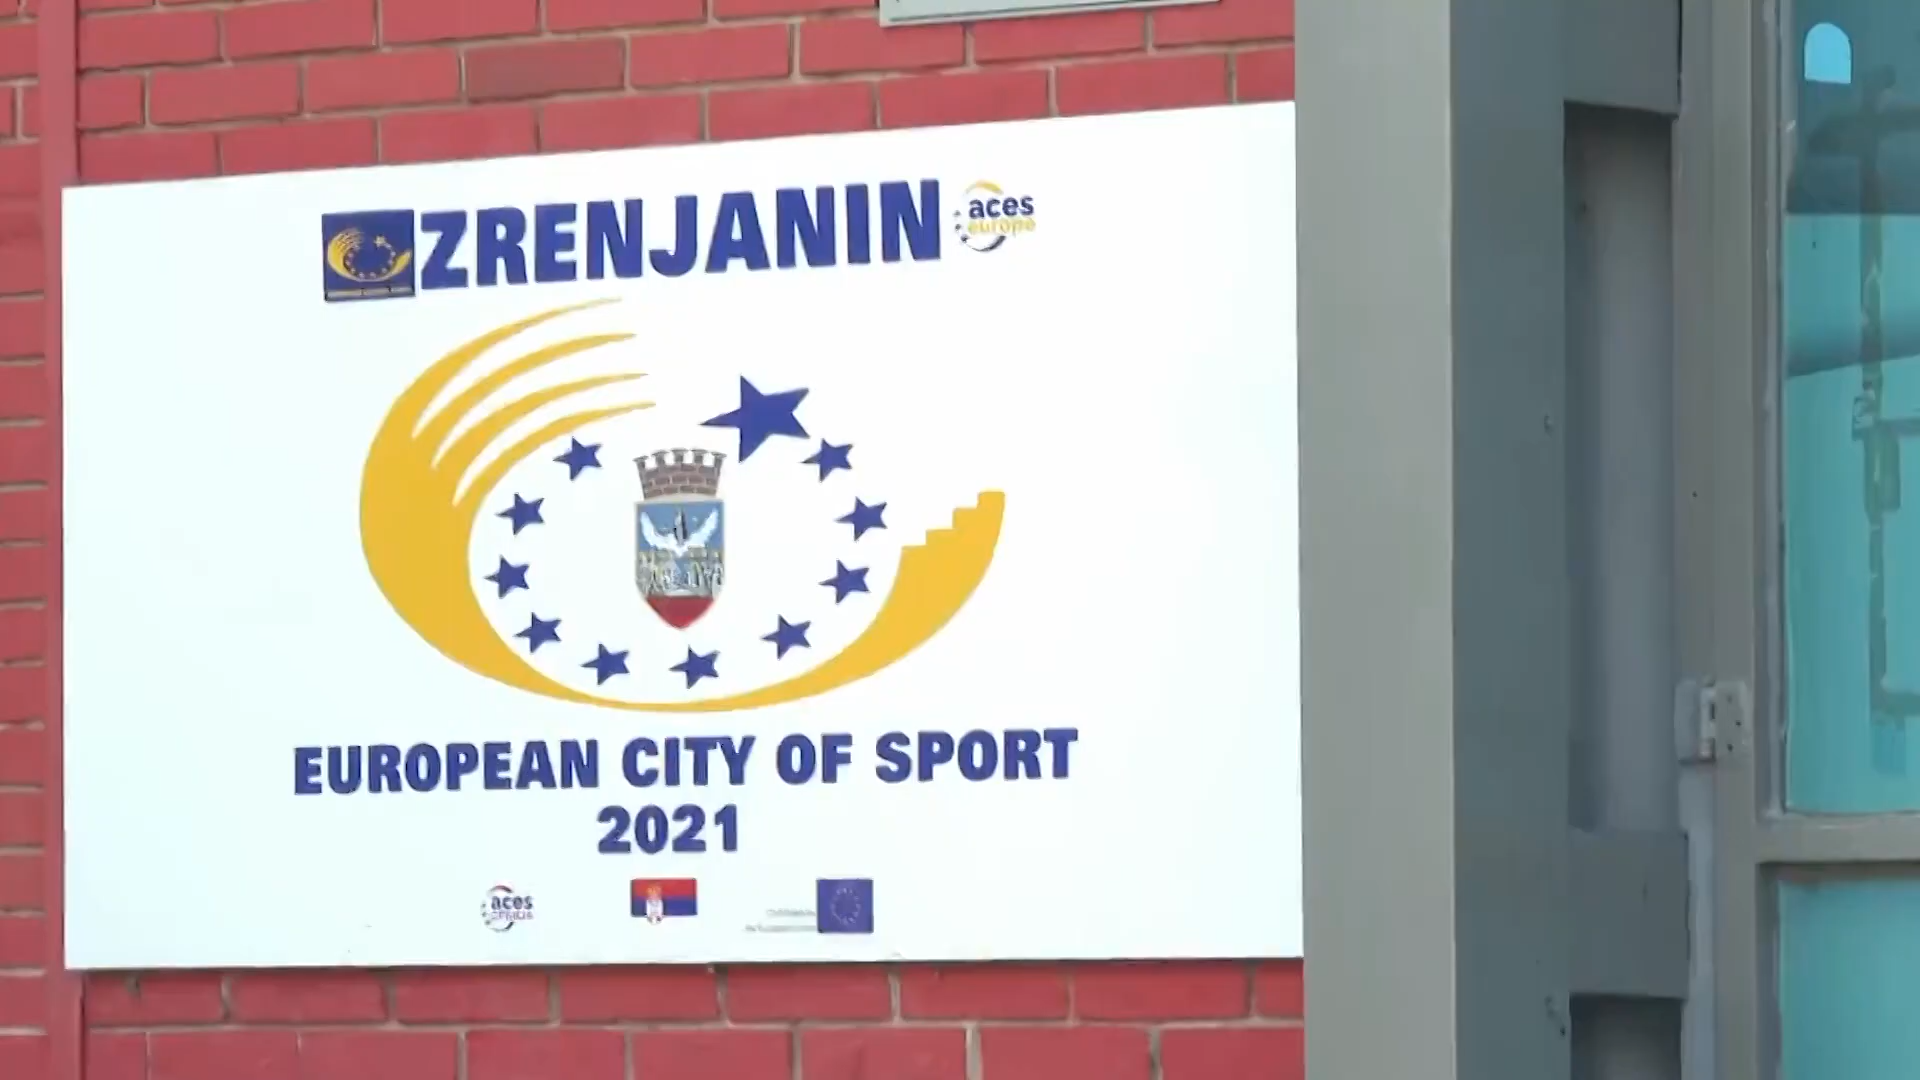 ZRENJANIN
aces
europe
EUROPEAN CITY OF SPORT
2021
aces